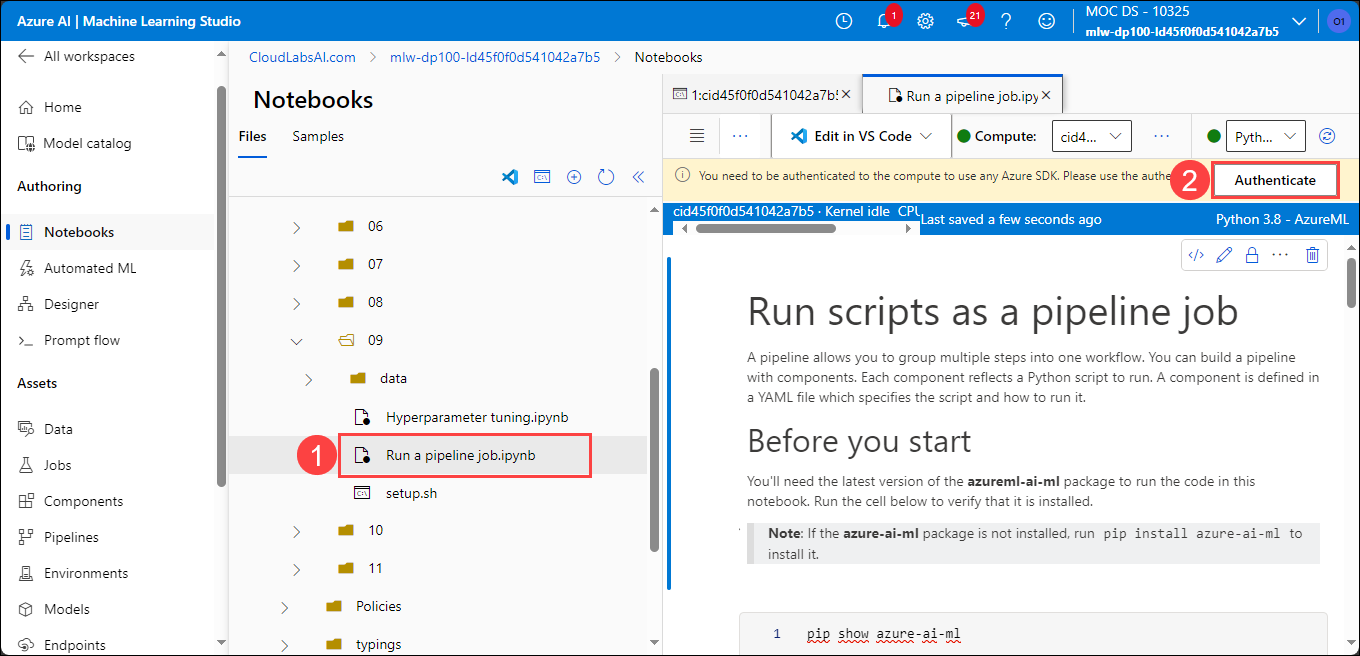 Azure AI | Machine Learning Studio
1
21
MOC DS - 10325
mlw-dp100-ld45f0f0d541042a7b5
01
All workspaces
Home
Model catalog
Authoring
Notebooks
Automated ML
Designer
Prompt flow
Assets
Data
Jobs
Components
Pipelines
Environments
Models
Endpoints
CloudLabsAI.com > mlw-dp100-ld45f0f0d541042a7b5 > Notebooks
Notebooks
Files Samples
06
07
08
09
data
Hyperparameter tuning.ipynb
1 Run a pipeline job.ipynb
setup.sh
10
11
Policies
typings
1:cid45f0f0d541042a7b5 Run a pipeline job.ipy
... Edit in VS Code Compute: cid4... ... Pyth...
You need to be authenticated to the compute to use any Azure SDK. Please use the authe 2 Authenticate
cid45f0f0d541042a7b5 · Kernel idle CPU Last saved a few seconds ago Python 3.8 - AzureML
Run scripts as a pipeline job
A pipeline allows you to group multiple steps into one workflow. You can build a pipeline
with components. Each component reflects a Python script to run. A component is defined in
a YAML file which specifies the script and how to run it.
Before you start
You'll need the latest version of the azureml-ai-ml package to run the code in this
notebook. Run the cell below to verify that it is installed.
Note: If the azure-ai-ml package is not installed, run pip install azure-ai-ml to
install it.
1 pip show azure-ai-ml